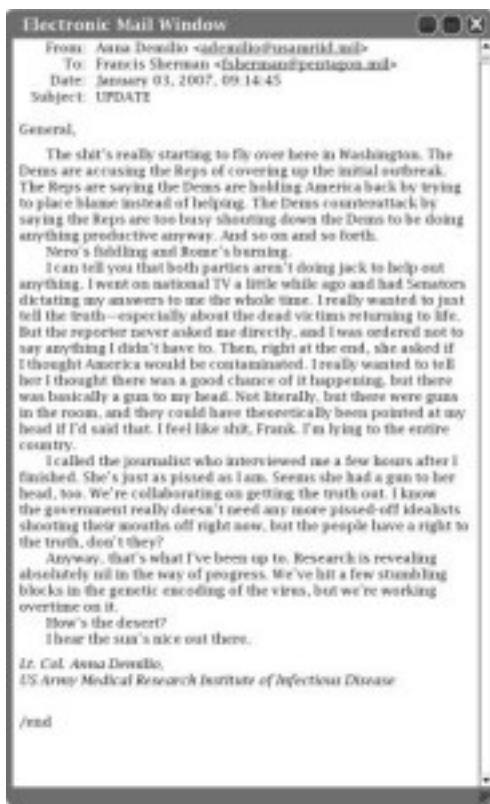 Electronic Mail Window
From: Anna Demilio <ademilio@usamriid.mil>
To: Francis Sherman <fsherman@pentagon.mil>
Date: January 03, 2007, 09:14:45
Subject: UPDATE
General,
The shit's really starting to fly over here in Washington. The
Dems are accusing the Reps of covering up the initial outbreak.
The Reps are saying the Dems are holding America back by trying
to place blame instead of helping. The Dems counterattack by
saying the Reps are too busy shouting down the Dems to be doing
anything productive anyway. And so on and so forth.
Nero's fiddling and Rome's burning.
I can tell you that both parties aren't doing jack to help out
anything. I went on national TV a little while ago and had Senators
dictating my answers to me the whole time. I really wanted to just
tell the truth—especially about the dead victims returning to life.
But the reporter never asked me directly, and I was ordered not to
say anything I didn't have to. Then, right at the end, she asked if
I thought America would be contaminated. I really wanted to tell
her I thought there was a good chance of it happening, but there
was basically a gun to my head. Not literally, but there were guns
in the room, and they could have theoretically been pointed at my
head if I'd said that. I feel like shit, Frank. I'm lying to the entire
country.
I called the journalist who interviewed me a few hours after I
finished. She's just as pissed as I am. Seems she had a gun to her
head, too. We're collaborating on getting the truth out. I know
the government really doesn't need any more pissed-off idealists
shooting their mouths off right now, but the people have a right to
the truth, don't they?
Anyway, that's what I've been up to. Research is revealing
absolutely nil in the way of progress. We've hit a few stumbling
blocks in the genetic encoding of the virus, but we're working
overtime on it.
How's the desert?
I hear the sun's nice out there.
Lt. Col. Anna Demilio,
US Army Medical Research Institute of Infectious Disease
/end